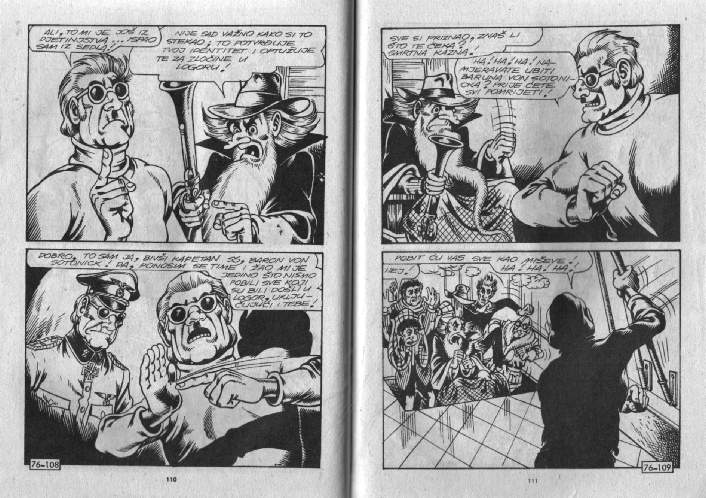 ALI, TO MI JE JOŠ IZ
DJETINJSTVA... ISPAO
SAM IZ SEDLA!
NIJE SAD VAŽNO KAKO SI TO
STEKAO; TO POTVRDJUJE
TVOJ IDENTITET I OPTUŽUJE
TE ZA ZLOČINE U
LOGORU!
DOBRO, TO SAM JA, BIVŠI KAPETAN SS, BARON VON
SOTONICK! DA, PONOSIM SE TIME! ŽAO MI JE
JEDINO ŠTO NISMO
POBILI SVE KOJI
SU BILI DOŠLI U
LOGOR, UKLJU-
ČUJUĆI I TEBE!
76-108
110
SVE SI PRIZNAO, ZNAŠ LI
ŠTO TE ČEKA?
SMRTNA KAZNA!
HA! HA! HA! NA-
MJERAVATE UBITI
BARUNA VON SOTONI-
CKA? PRIJE ĆETE
SVI POMRIJETI!
POBIT ĆU VAS SVE KAO MIŠEVE!
HA! HA! HA!
76-109
111